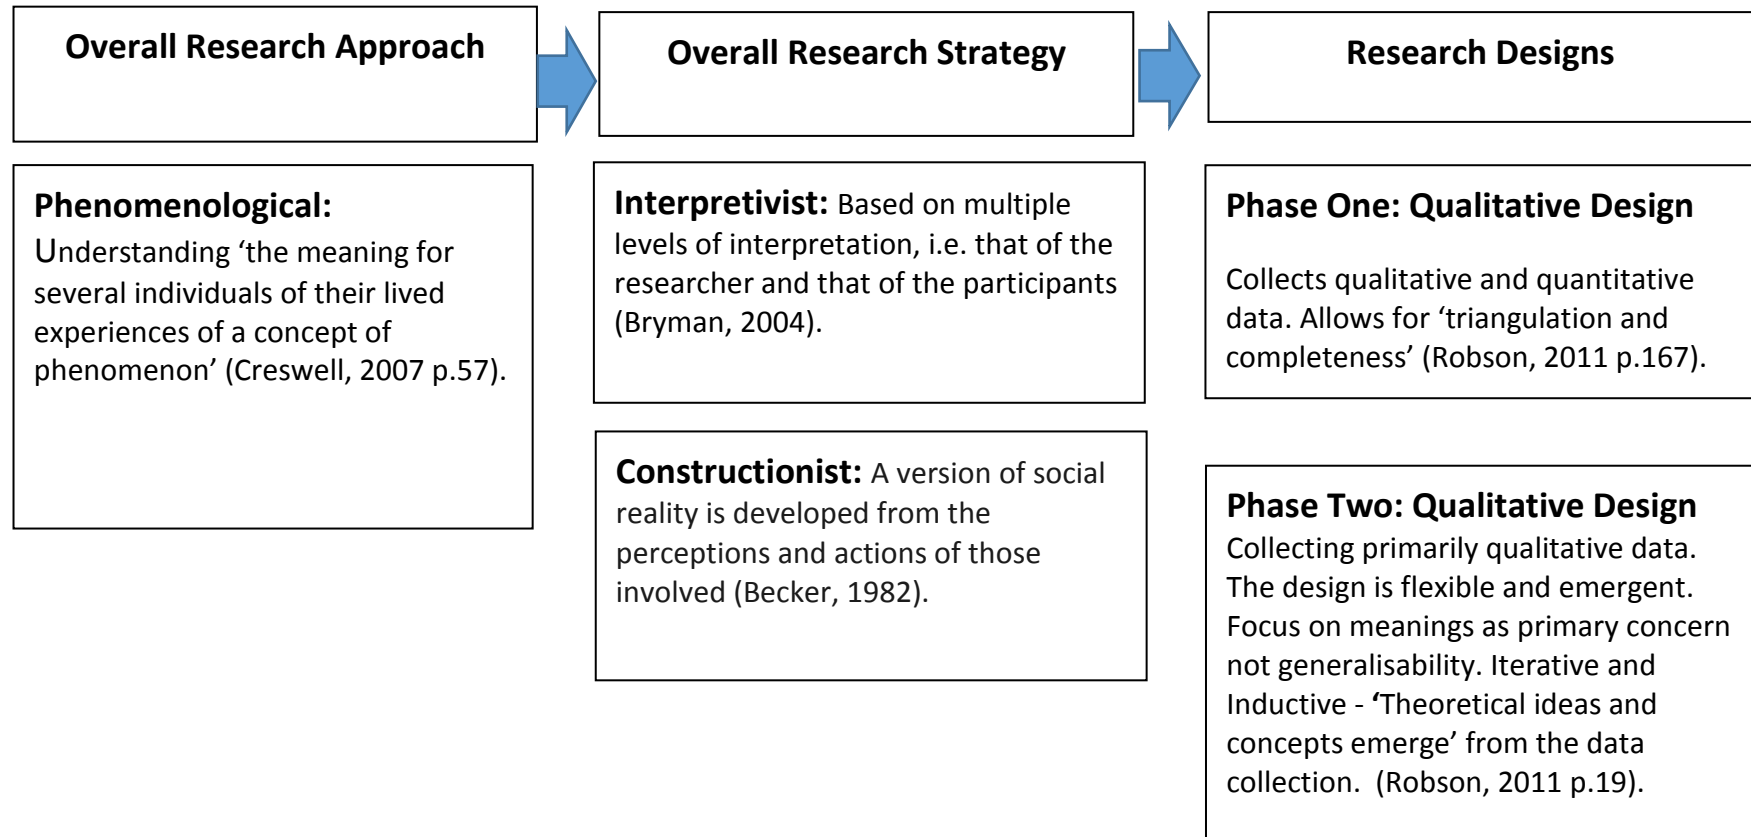 Overall Research Approach
Overall Research Strategy
Research Designs
Phenomenological:
Understanding ‘the meaning for
several individuals of their lived
experiences of a concept of
phenomenon’ (Creswell, 2007 p.57).
Interpretivist: Based on multiple
levels of interpretation, i.e. that of the
researcher and that of the participants
(Bryman, 2004).
Constructionist: A version of social
reality is developed from the
perceptions and actions of those
involved (Becker, 1982).
Phase One: Qualitative Design
Collects qualitative and quantitative
data. Allows for ‘triangulation and
completeness’ (Robson, 2011 p.167).
Phase Two: Qualitative Design
Collecting primarily qualitative data.
The design is flexible and emergent.
Focus on meanings as primary concern
not generalisability. Iterative and
Inductive - ‘Theoretical ideas and
concepts emerge’ from the data
collection.  (Robson, 2011 p.19).